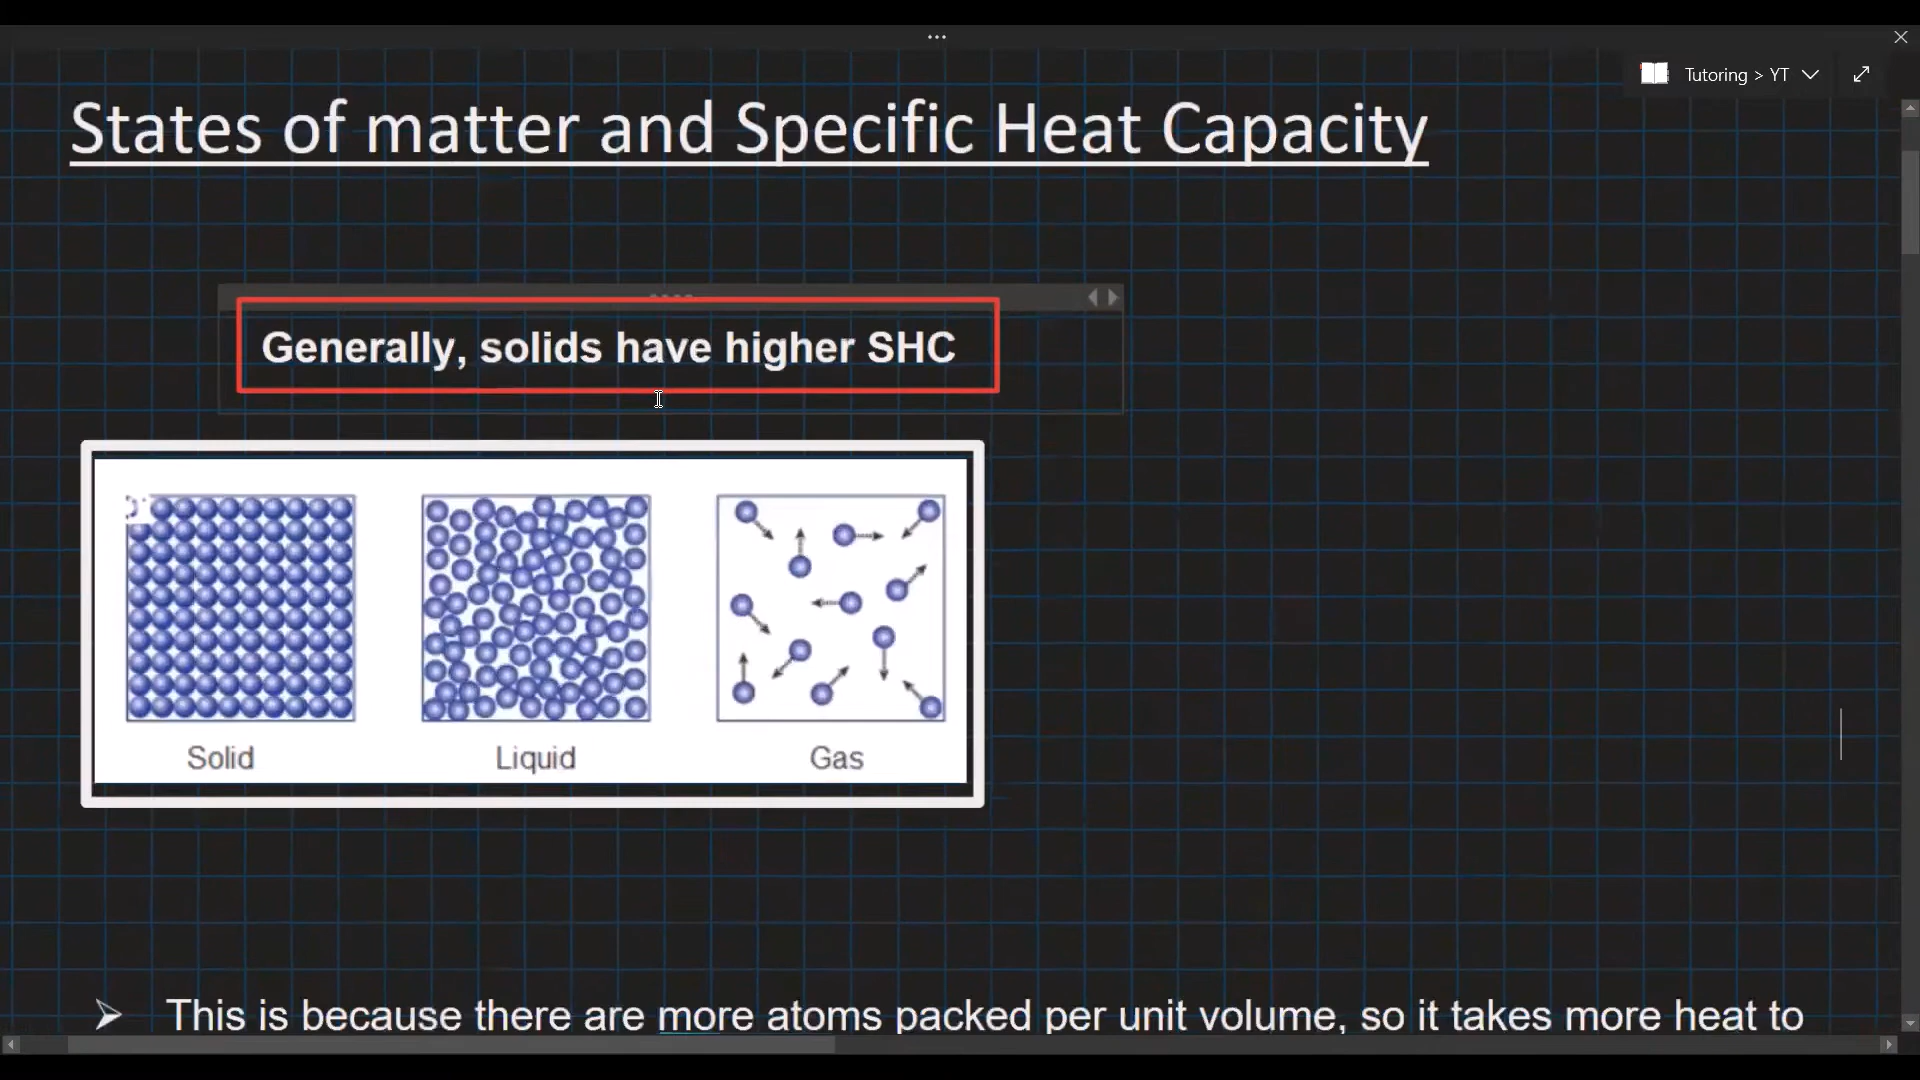 Tutoring > YT
States of matter and Specific Heat Capacity
Generally, solids have higher SHC
Solid
Liquid
Gas
This is because there are more atoms packed per unit volume, so it takes more heat to